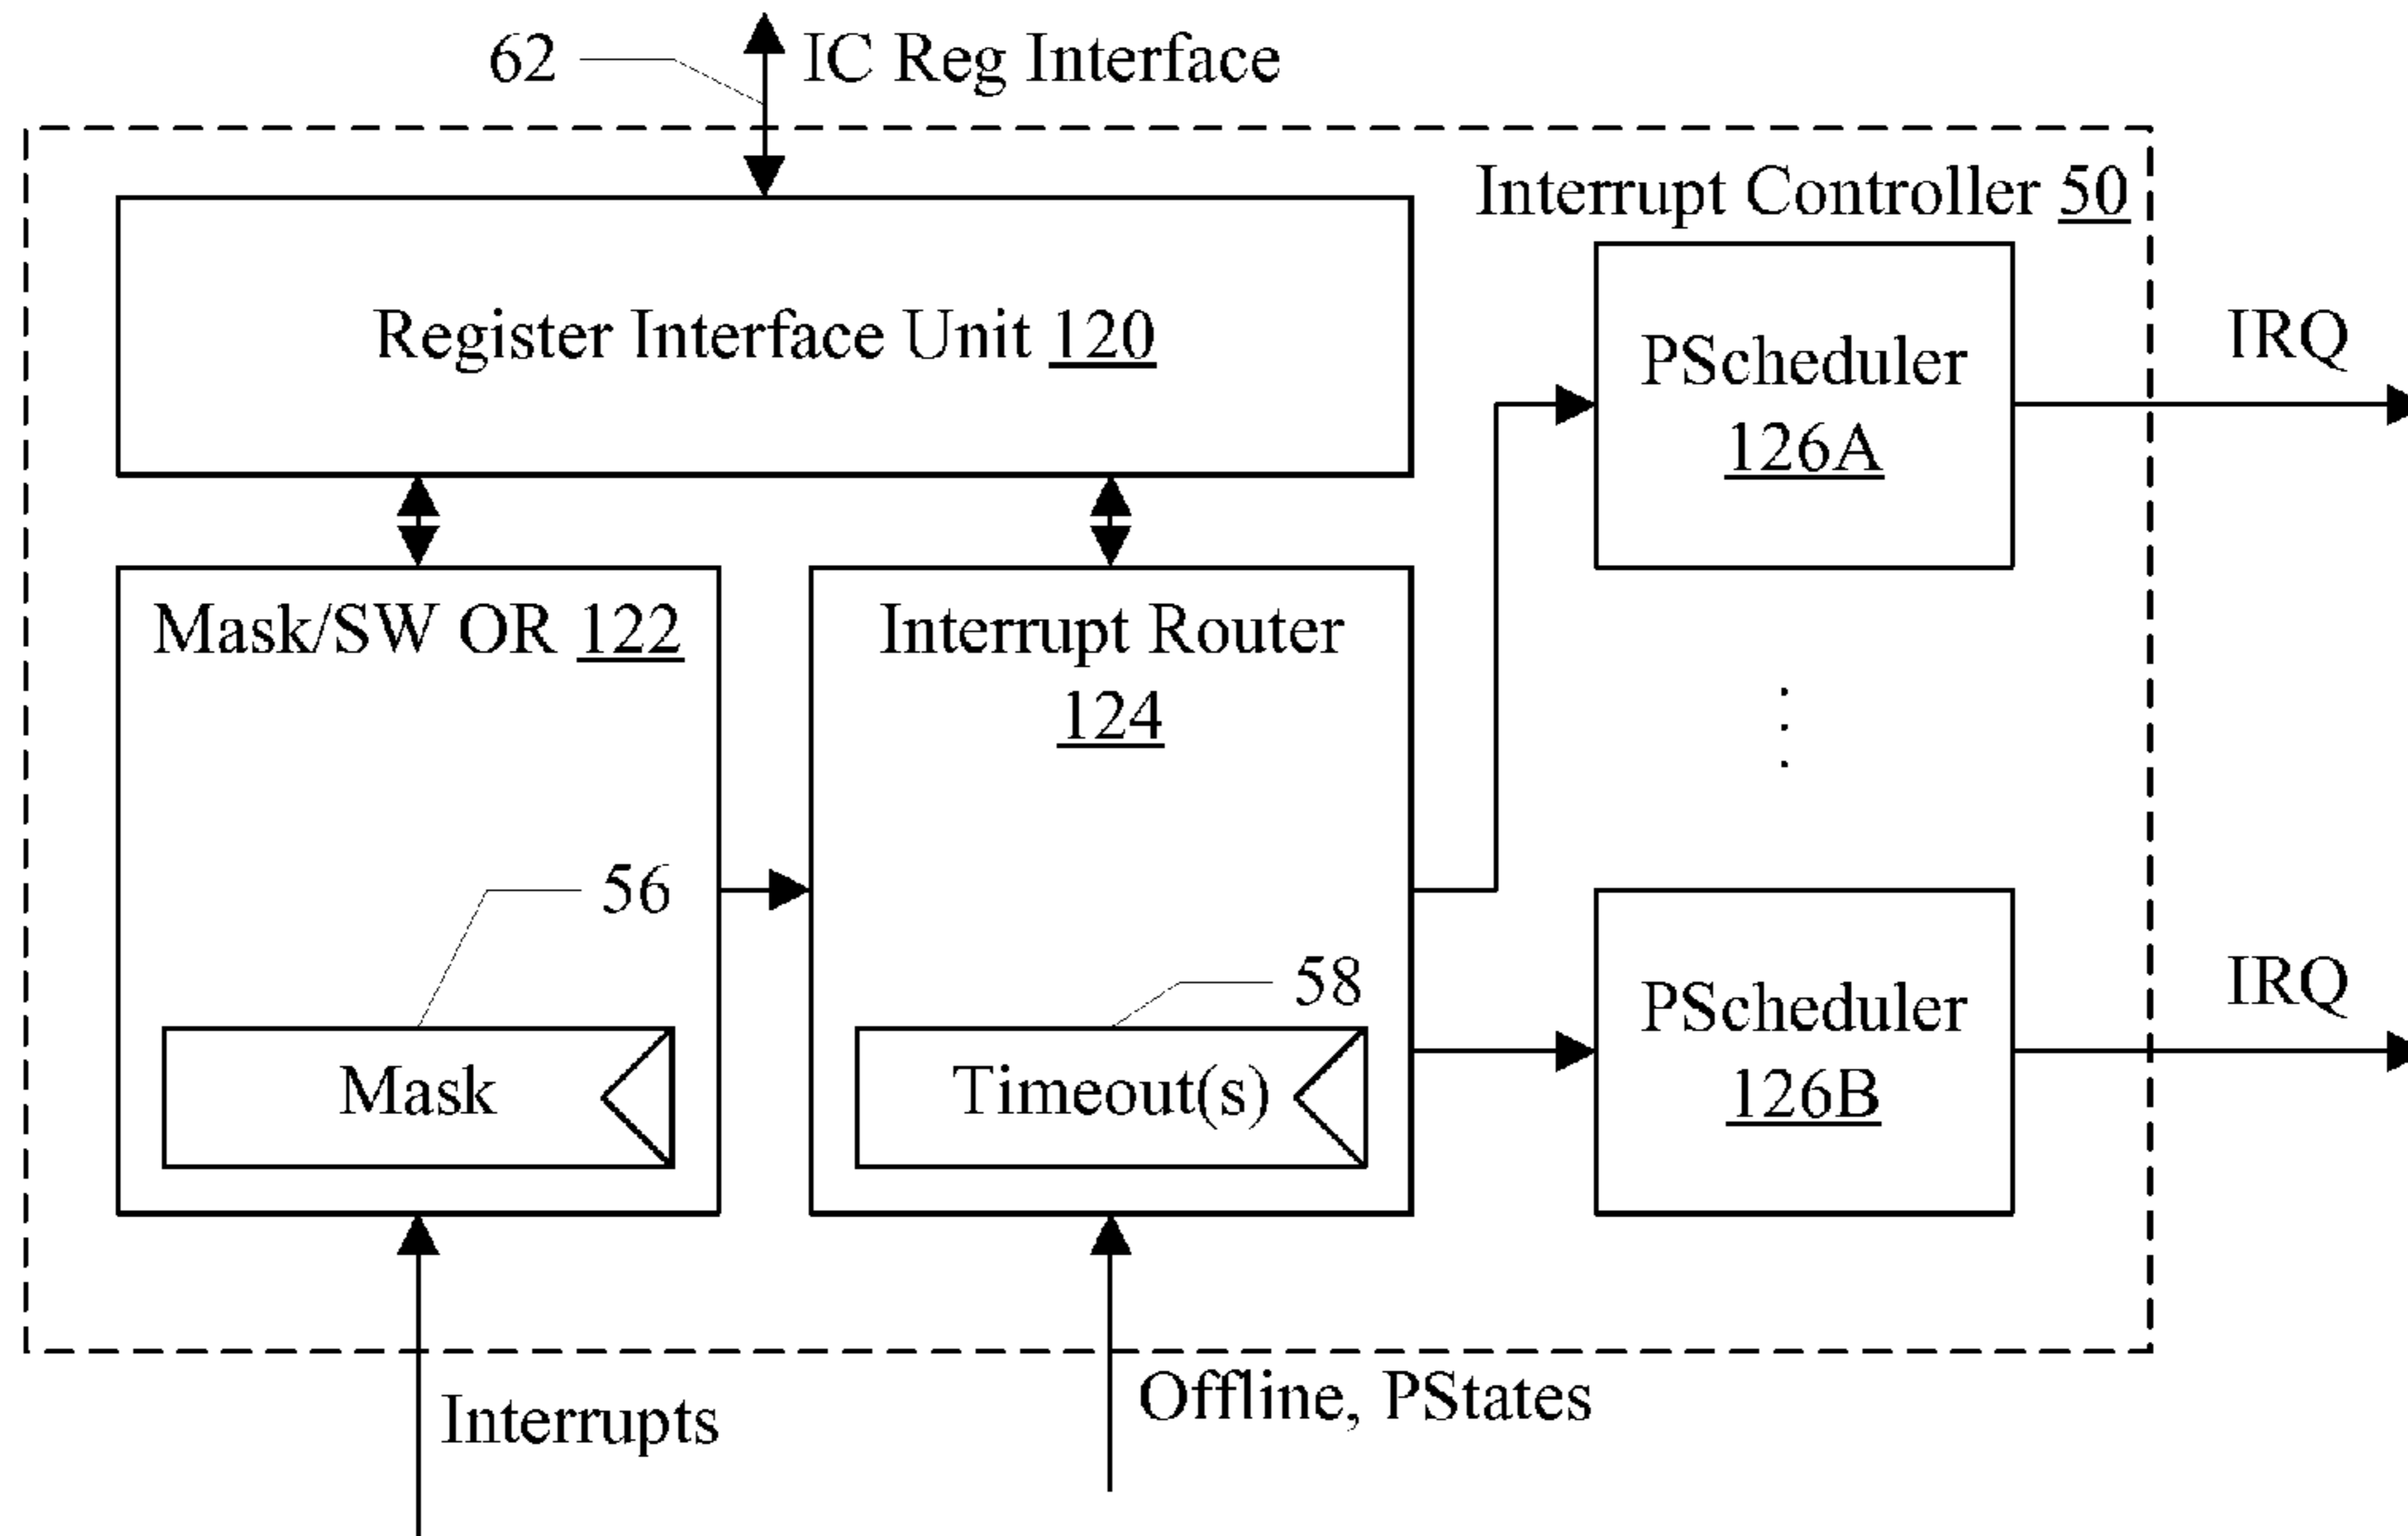 62
IC Reg Interface
Interrupt Controller 50
Register Interface Unit 120
PScheduler
126A
IRQ
Mask/SW OR 122
Interrupt Router
124
56
58
Mask
Timeout(s)
PScheduler
126B
IRQ
Interrupts
Offline, PStates